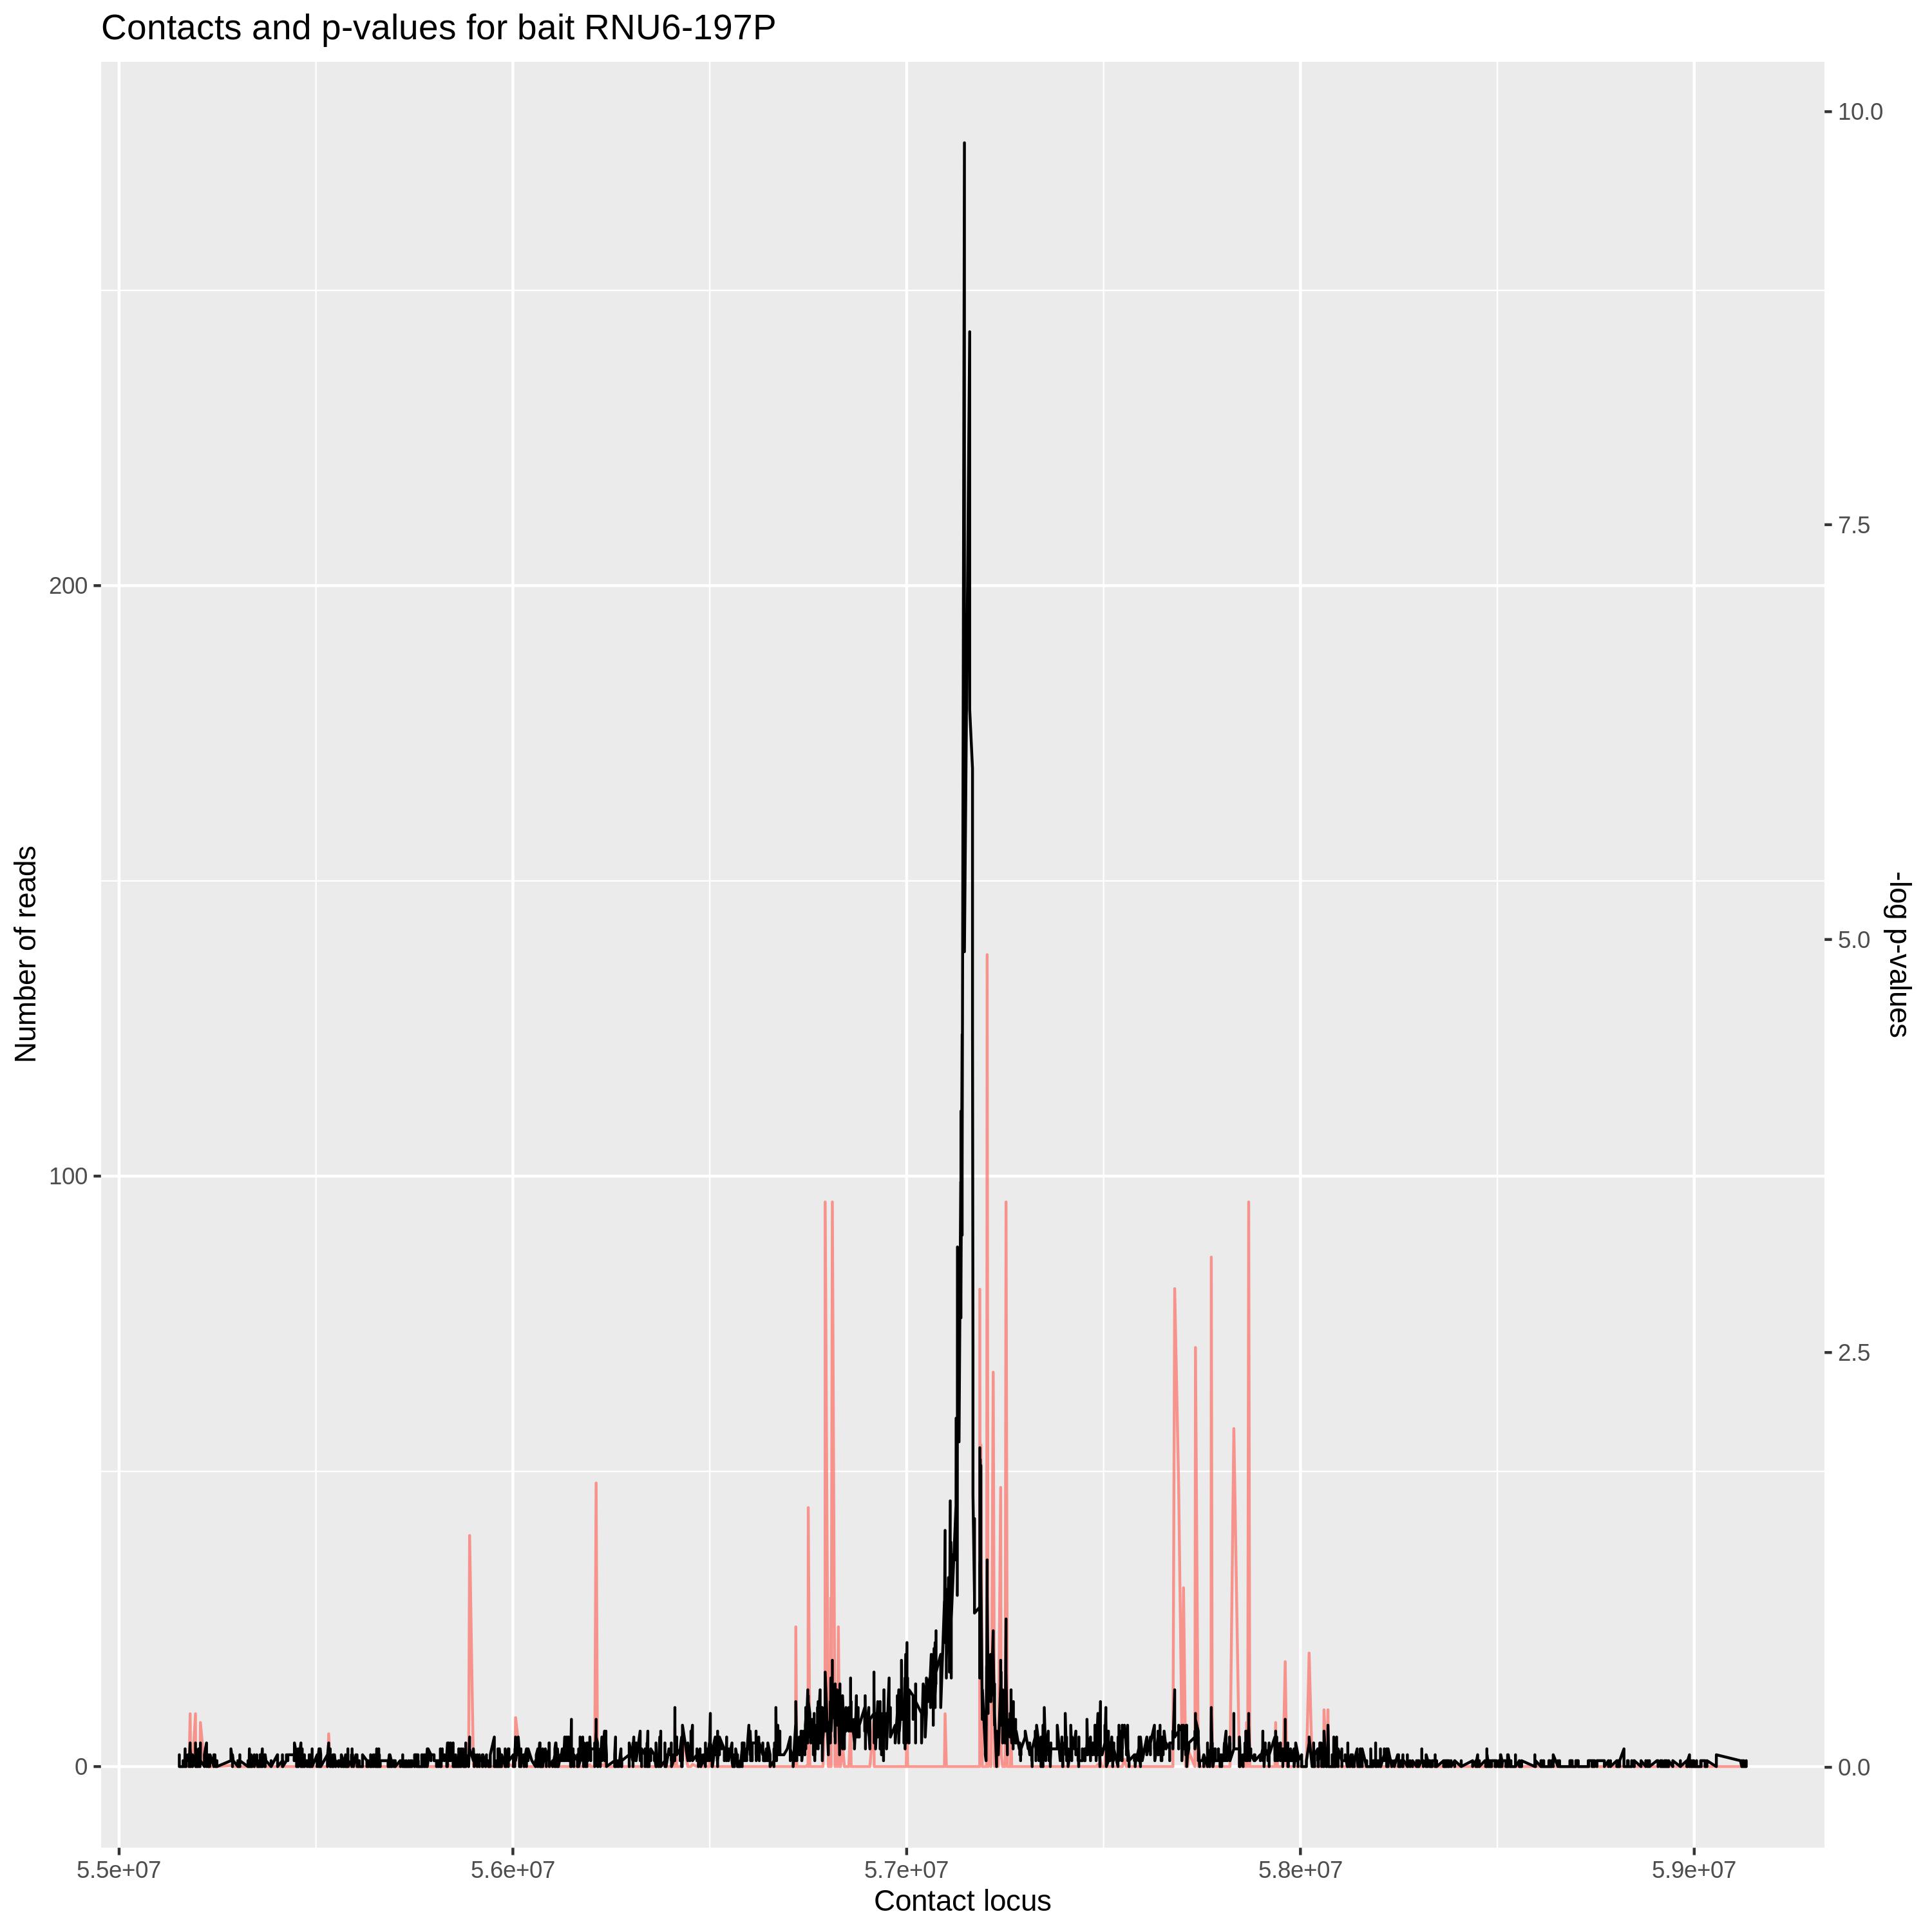 Contacts and p-values for bait RNU6-197P
10.0
7.5
200
5.0
Number of reads
-log p-values
100
2.5
0
0.0
5.5e+07
5.6e+07
5.7e+07
5.8e+07
5.9e+07
Contact locus